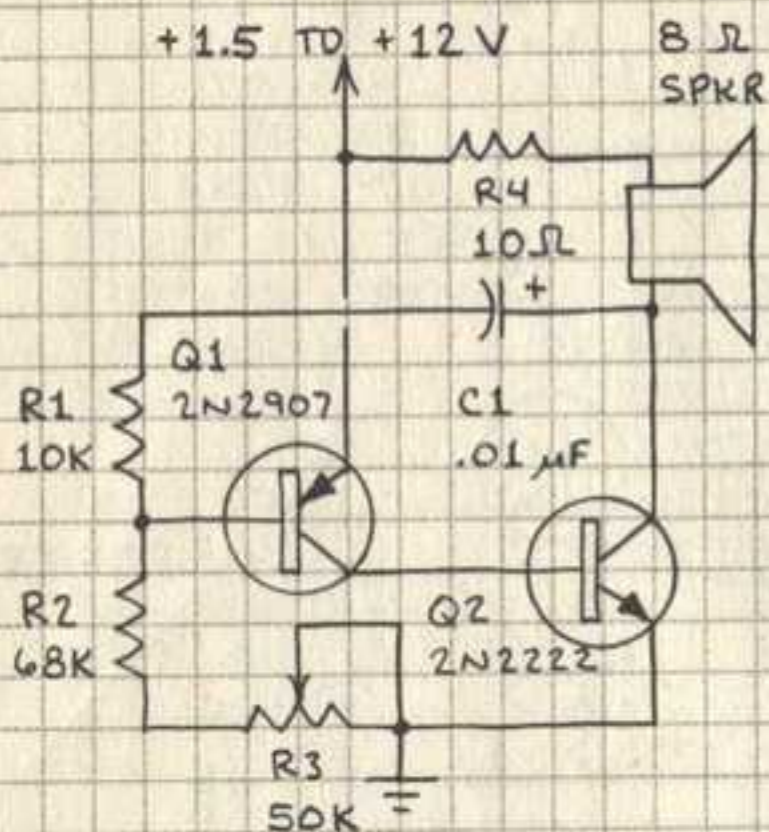 +1.5 TO +12 V
8 Ω
SPKR
R4
10Ω
+
Q1
2N2907
R1
10K
C1
.01 μF
R2
68K
Q2
2N2222
R3
50K